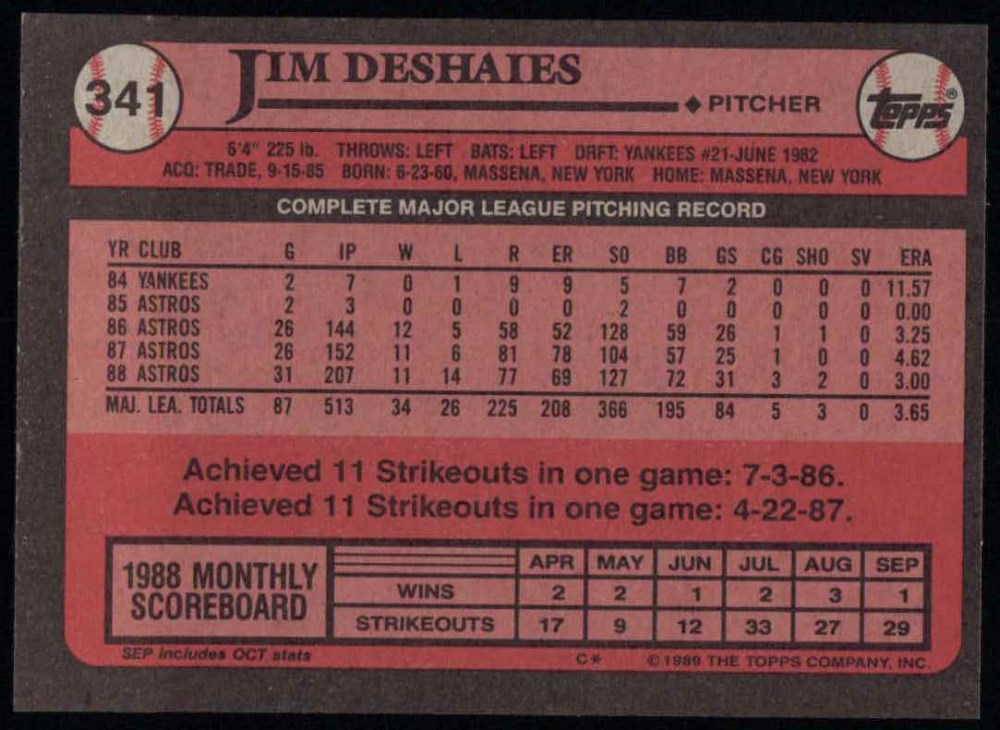 341
JIM DESHAIES
◆ PITCHER
TOPPS®
6'4" 225 lb. THROWS: LEFT BATS: LEFT DRFT: YANKEES #21-JUNE 1982
ACQ: TRADE, 9-15-85 BORN: 6-23-60, MASSENA, NEW YORK HOME: MASSENA, NEW YORK
COMPLETE MAJOR LEAGUE PITCHING RECORD
YR CLUB G IP W L R ER SO BB GS CG SHO SV ERA
84 YANKEES 2 7 0 1 9 9 5 7 2 0 0 0 11.57
85 ASTROS 2 3 0 0 0 0 2 0 0 0 0 0 0.00
86 ASTROS 26 144 12 5 58 52 128 59 26 1 1 0 3.25
87 ASTROS 26 152 11 6 81 78 104 57 25 1 0 0 4.62
88 ASTROS 31 207 11 14 77 69 127 72 31 3 2 0 3.00
MAJ. LEA. TOTALS 87 513 34 26 225 208 366 195 84 5 3 0 3.65
Achieved 11 Strikeouts in one game: 7-3-86.
Achieved 11 Strikeouts in one game: 4-22-87.
1988 MONTHLY SCOREBOARD
APR MAY JUN JUL AUG SEP
WINS 2 2 1 2 3 1
STRIKEOUTS 17 9 12 33 27 29
SEP includes OCT stats
C* © 1989 THE TOPPS COMPANY, INC.